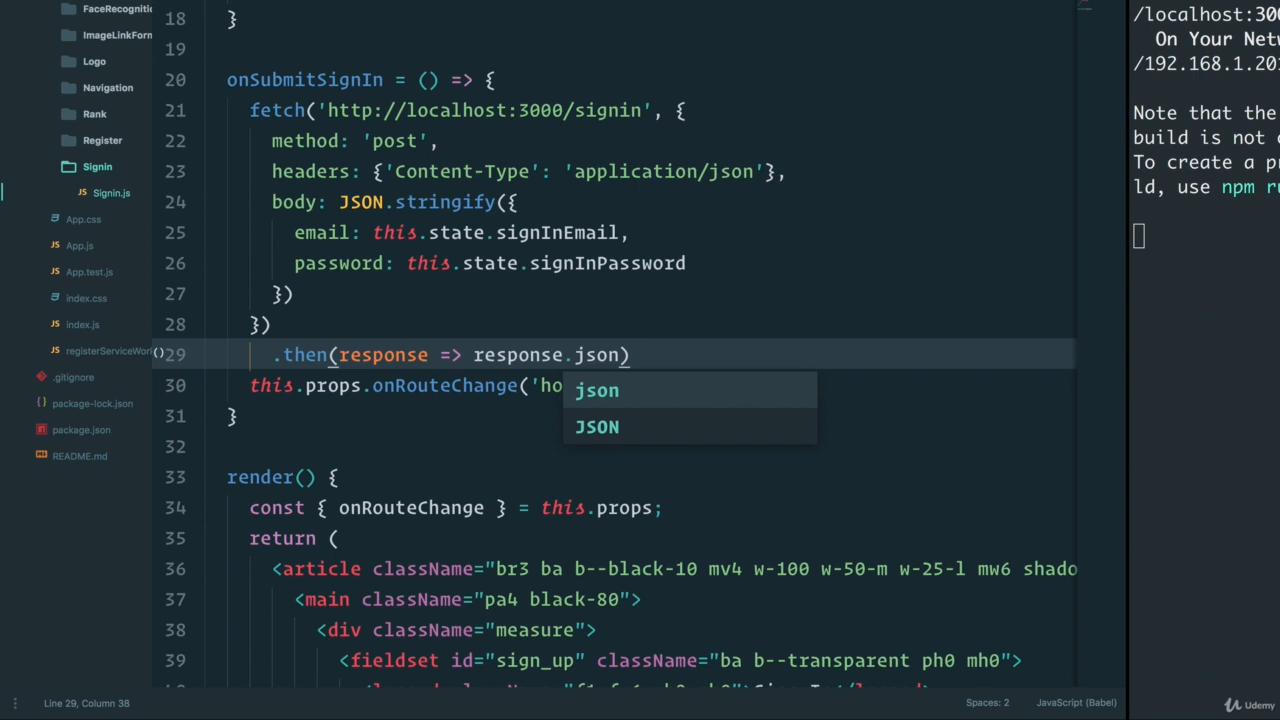 FaceRecogniti
ImageLinkForm
Logo
Navigation
Rank
Register
Signin
JS Signin.js
App.css
JS App.js
JS App.test.js
index.css
JS index.js
JS registerServiceWork
.gitignore
{} package-lock.json
package.json
README.md
18 }
19
20 onSubmitSignIn = () => {
21 fetch('http://localhost:3000/signin', {
22 method: 'post',
23 headers: {'Content-Type': 'application/json'},
24 body: JSON.stringify({
25 email: this.state.signInEmail,
26 password: this.state.signInPassword
27 })
28 })
() 29 .then(response => response.json)
30 this.props.onRouteChange('ho
json
JSON
31 }
32
33 render() {
34 const { onRouteChange } = this.props;
35 return (
36 <article className="br3 ba b--black-10 mv4 w-100 w-50-m w-25-l mw6 shado
37 <main className="pa4 black-80">
38 <div className="measure">
39 <fieldset id="sign_up" className="ba b--transparent ph0 mh0">
/localhost:300
On Your Netw
/192.168.1.201
Note that the
build is not o
To create a pr
ld, use npm ru
Line 29, Column 38
Spaces: 2
JavaScript (Babel)
Udemy